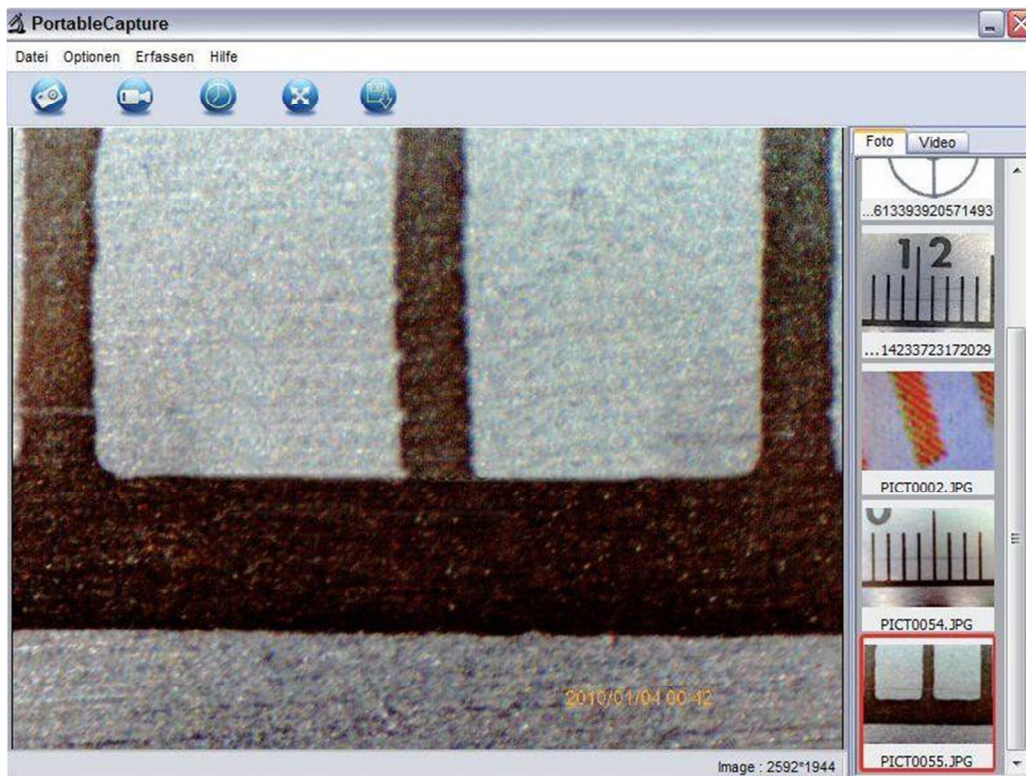 PortableCapture
Datei Optionen Erfassen Hilfe
Foto Video
...613393920571493
1 2
...14233723172029
PICT0002.JPG
0
PICT0054.JPG
PICT0055.JPG
2010/01/04 00:42
Image : 2592*1944